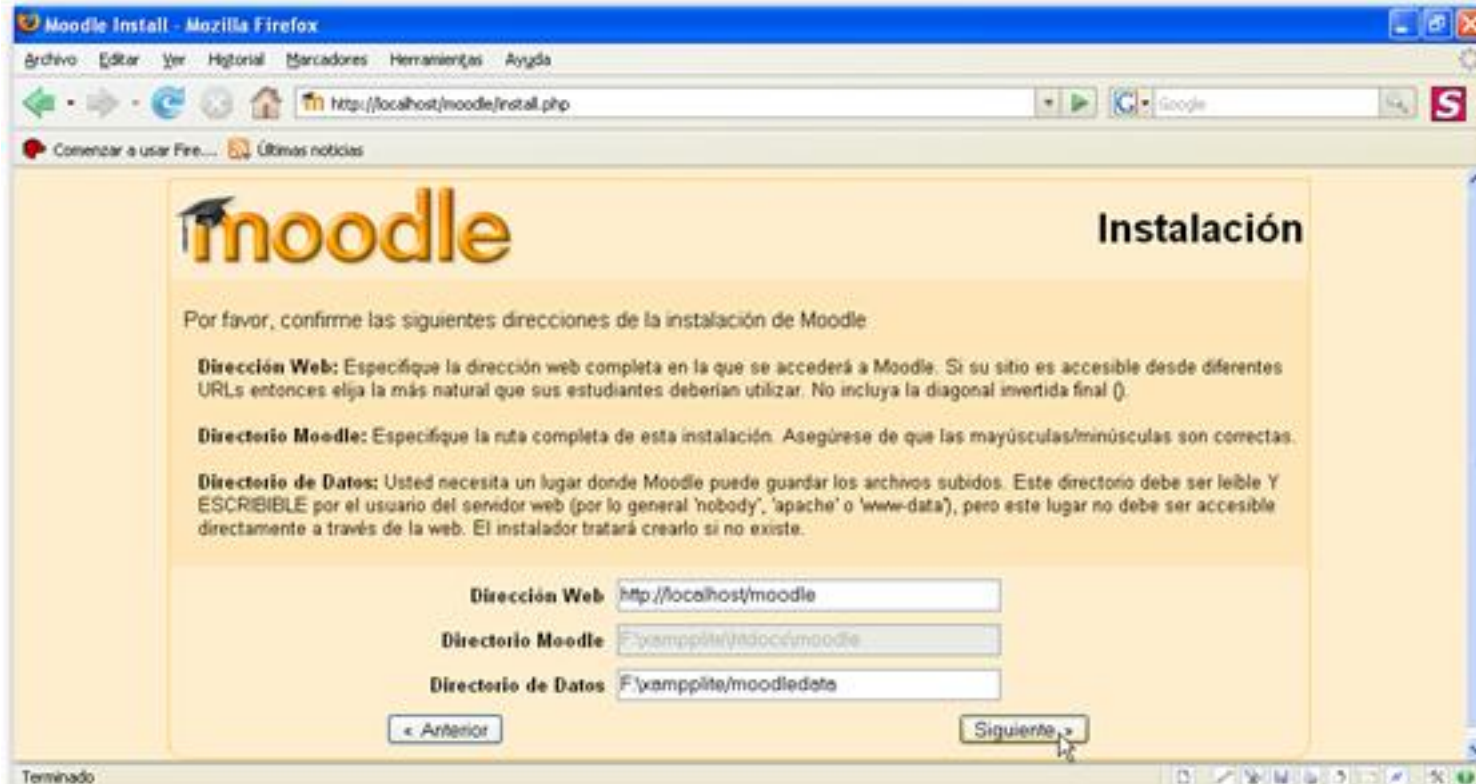 Moodle Install - Mozilla Firefox
Archivo Editar Ver Historial Marcadores Herramientas Ayuda
http://localhost/moodle/install.php
Google
S
Comenzar a usar Fire... Últimas noticias
moodle
Instalación
Por favor, confirme las siguientes direcciones de la instalación de Moodle
Dirección Web: Especifique la dirección web completa en la que se accederá a Moodle. Si su sitio es accesible desde diferentes
URLs entonces elija la más natural que sus estudiantes deberían utilizar. No incluya la diagonal invertida final ().
Directorio Moodle: Especifique la ruta completa de esta instalación. Asegúrese de que las mayúsculas/minúsculas son correctas.
Directorio de Datos: Usted necesita un lugar donde Moodle puede guardar los archivos subidos. Este directorio debe ser leíble Y
ESCRIBIBLE por el usuario del servidor web (por lo general 'nobody', 'apache' o 'www-data'), pero este lugar no debe ser accesible
directamente a través de la web. El instalador tratará crearlo si no existe.
Dirección Web http://localhost/moodle
Directorio Moodle F:\xampplite\htdocs\moodle
Directorio de Datos F:\xampplite/moodledata
« Anterior Siguiente »
Terminado